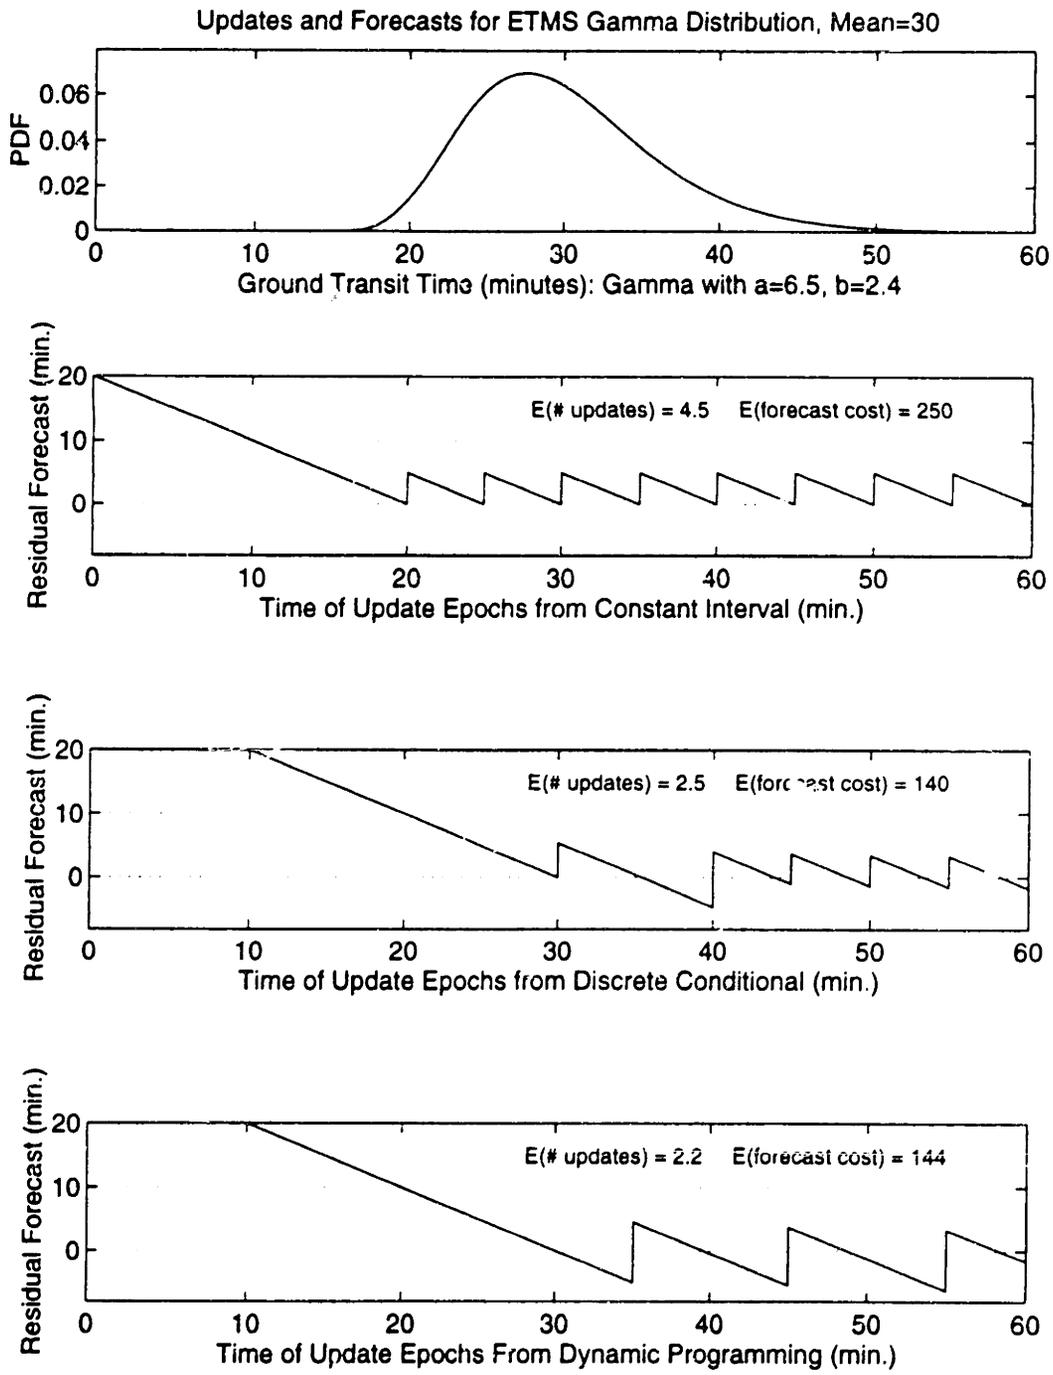 Updates and Forecasts for ETMS Gamma Distribution, Mean=30
PDF
0.06
0.04
0.02
0
0 10 20 30 40 50 60
Ground Transit Time (minutes): Gamma with a=6.5, b=2.4
Residual Forecast (min.)
20
10
0
E(# updates) = 4.5 E(forecast cost) = 250
0 10 20 30 40 50 60
Time of Update Epochs from Constant Interval (min.)
Residual Forecast (min.)
20
10
0
E(# updates) = 2.5 E(forecast cost) = 140
0 10 20 30 40 50 60
Time of Update Epochs from Discrete Conditional (min.)
Residual Forecast (min.)
20
10
0
E(# updates) = 2.2 E(forecast cost) = 144
0 10 20 30 40 50 60
Time of Update Epochs From Dynamic Programming (min.)